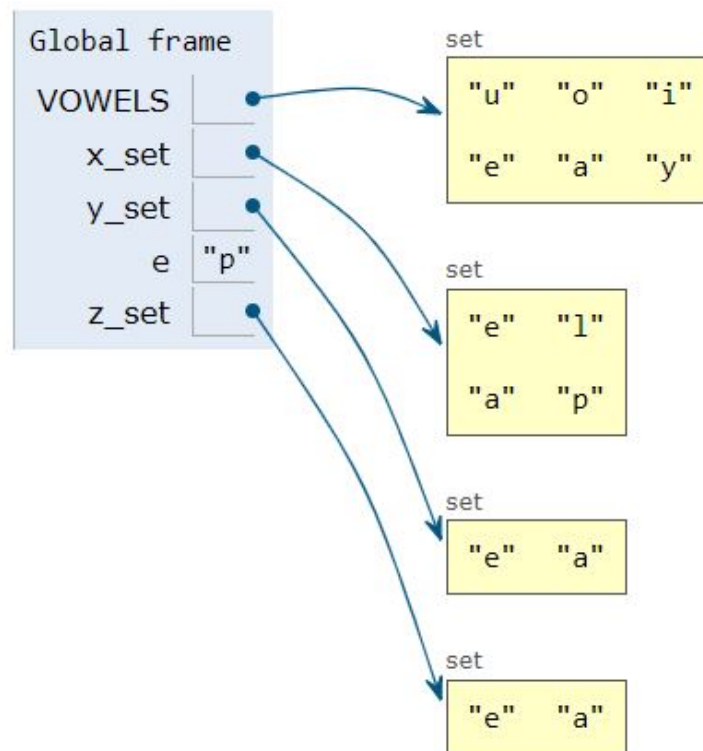 Global frame
VOWELS
x_set
y_set
e "p"
z_set
set
"u" "o" "i"
"e" "a" "y"
set
"e" "l"
"a" "p"
set
"e" "a"
set
"e" "a"